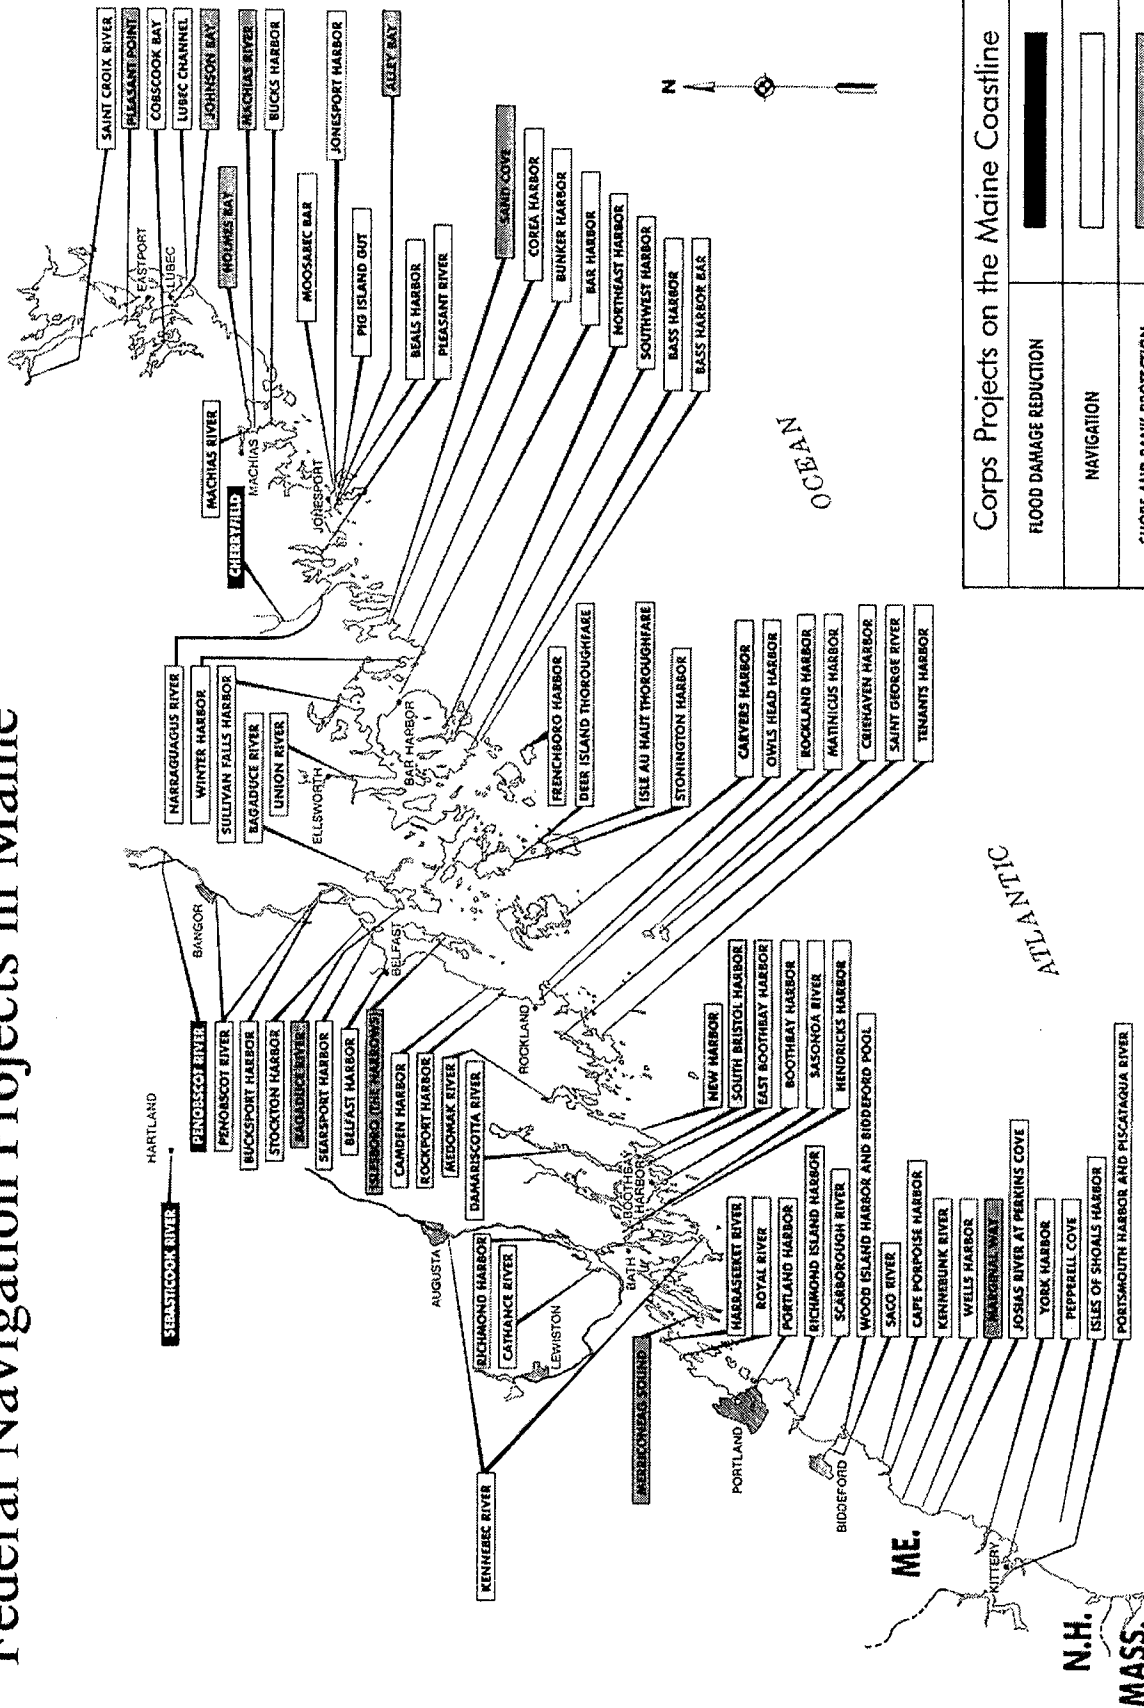 Federal Navigation Projects in Maine
SAINT CROIX RIVER
PLEASANT POINT
COBSCOOK BAY
LUBEC CHANNEL
JOHNSON BAY
MACHIAS RIVER
BUCKS HARBOR
HOLMES BAY
MOOSABEC BAR
JONESPORT HARBOR
PIG ISLAND GUT
ALLEY BAY
BEALS HARBOR
PLEASANT RIVER
SAND COVE
COREA HARBOR
BUNKER HARBOR
BAR HARBOR
NORTHEAST HARBOR
SOUTHWEST HARBOR
BASS HARBOR
BASS HARBOR BAR
EASTPORT
LUBEC
MACHIAS RIVER
MACHIAS
CHERRYFIELD
JONESPORT
NARRAGUAGUS RIVER
WINTER HARBOR
SULLIVAN FALLS HARBOR
BAGADUCE RIVER
UNION RIVER
ELLSWORTH
BAR HARBOR
FRENCHBORO HARBOR
DEER ISLAND THOROUGHFARE
ISLE AU HAUT THOROUGHFARE
STONINGTON HARBOR
CARVERS HARBOR
OWLS HEAD HARBOR
ROCKLAND HARBOR
MATINICUS HARBOR
CRIEHAVEN HARBOR
SAINT GEORGE RIVER
TENANTS HARBOR
BANGOR
BELFAST
HARTLAND
SEBASTICOOK RIVER
PENOBSCOT RIVER
PENOBSCOT RIVER
BUCKSPORT HARBOR
STOCKTON HARBOR
BAGADUCE RIVER
SEARSPORT HARBOR
BELFAST HARBOR
ISLESBORO (THE NARROWS)
CAMDEN HARBOR
ROCKPORT HARBOR
MEDOMAK RIVER
DAMARISCOTTA RIVER
ROCKLAND
NEW HARBOR
SOUTH BRISTOL HARBOR
EAST BOOTHBAY HARBOR
BOOTHBAY HARBOR
SASONOA RIVER
HENDRICKS HARBOR
AUGUSTA
RICHMOND HARBOR
CATHANCE RIVER
LEWISTON
BATH
BOOTHBAY
HARBOR
KENNEBEC RIVER
MERRICONEAG SOUND
HARRASEEKET RIVER
ROYAL RIVER
PORTLAND HARBOR
RICHMOND ISLAND HARBOR
SCARBOROUGH RIVER
WOOD ISLAND HARBOR AND BIDDEFORD POOL
SACO RIVER
CAPE PORPOISE HARBOR
KENNEBUNK RIVER
WELLS HARBOR
MARGINAL WAY
JOSIAS RIVER AT PERKINS COVE
YORK HARBOR
PEPPERELL COVE
ISLES OF SHOALS HARBOR
PORTSMOUTH HARBOR AND PISCATAQUA RIVER
PORTLAND
BIDDEFORD
KITTERY
ME.
N.H.
MASS.
ATLANTIC
OCEAN
N
Corps Projects on the Maine Coastline
FLOOD DAMAGE REDUCTION
NAVIGATION
SHORE AND BANK PROTECTION